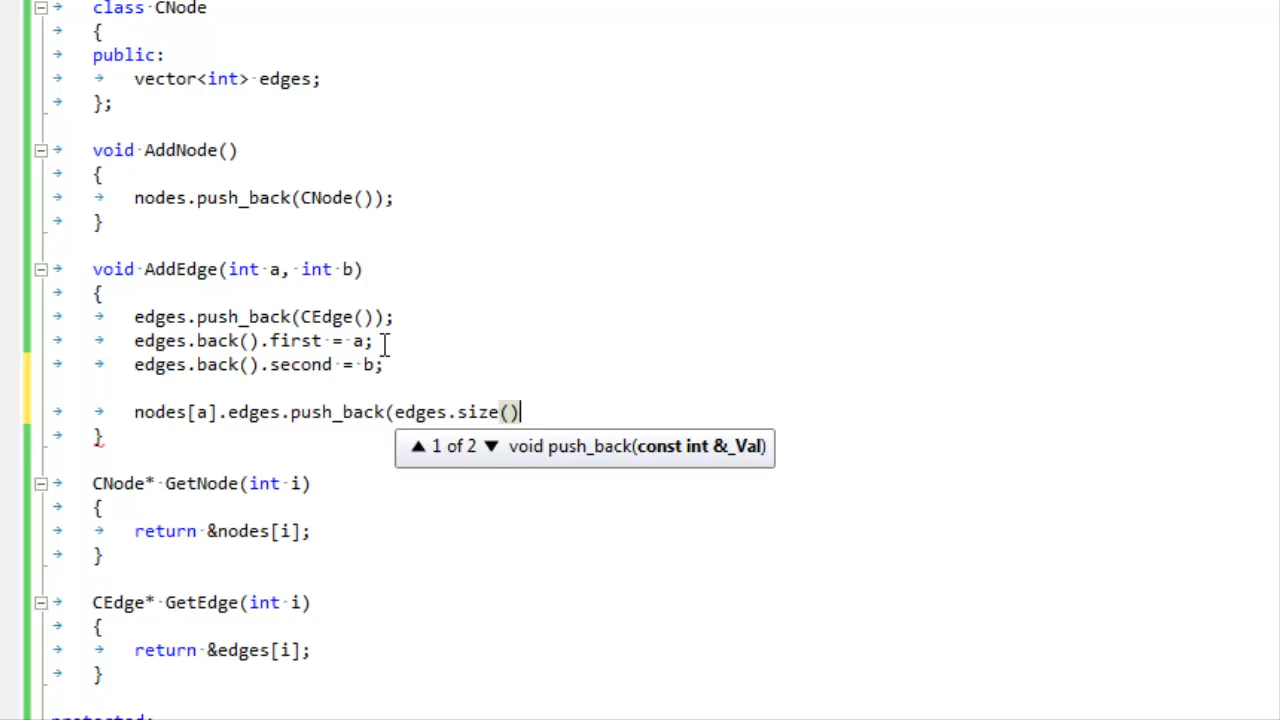 class CNode
{
public:
vector<int> edges;
};
void AddNode()
{
nodes.push_back(CNode());
}
void AddEdge(int a, int b)
{
edges.push_back(CEdge());
edges.back().first = a;
edges.back().second = b;
nodes[a].edges.push_back(edges.size()
}
▲ 1 of 2 ▼ void push_back(const int &_Val)
CNode* GetNode(int i)
{
return &nodes[i];
}
CEdge* GetEdge(int i)
{
return &edges[i];
}
protected: